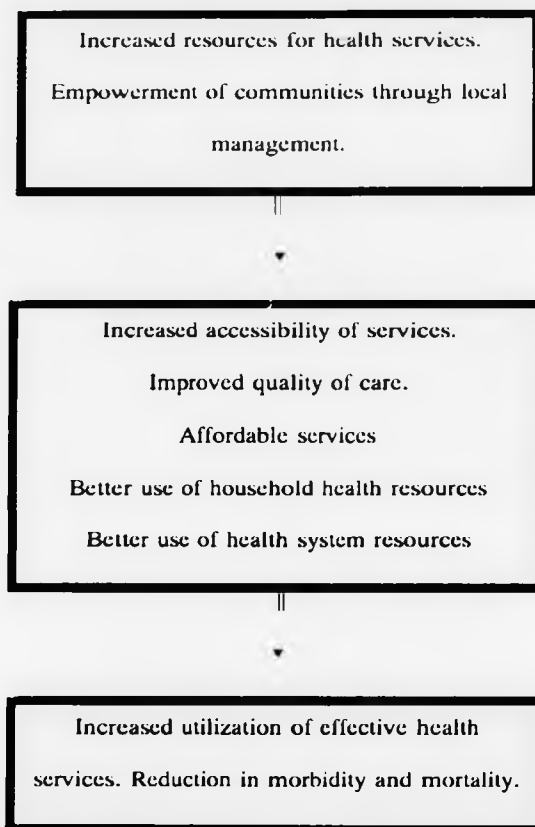 Increased resources for health services.
Empowerment of communities through local
management.
Increased accessibility of services.
Improved quality of care.
Affordable services
Better use of household health resources
Better use of health system resources
Increased utilization of effective health
services. Reduction in morbidity and mortality.